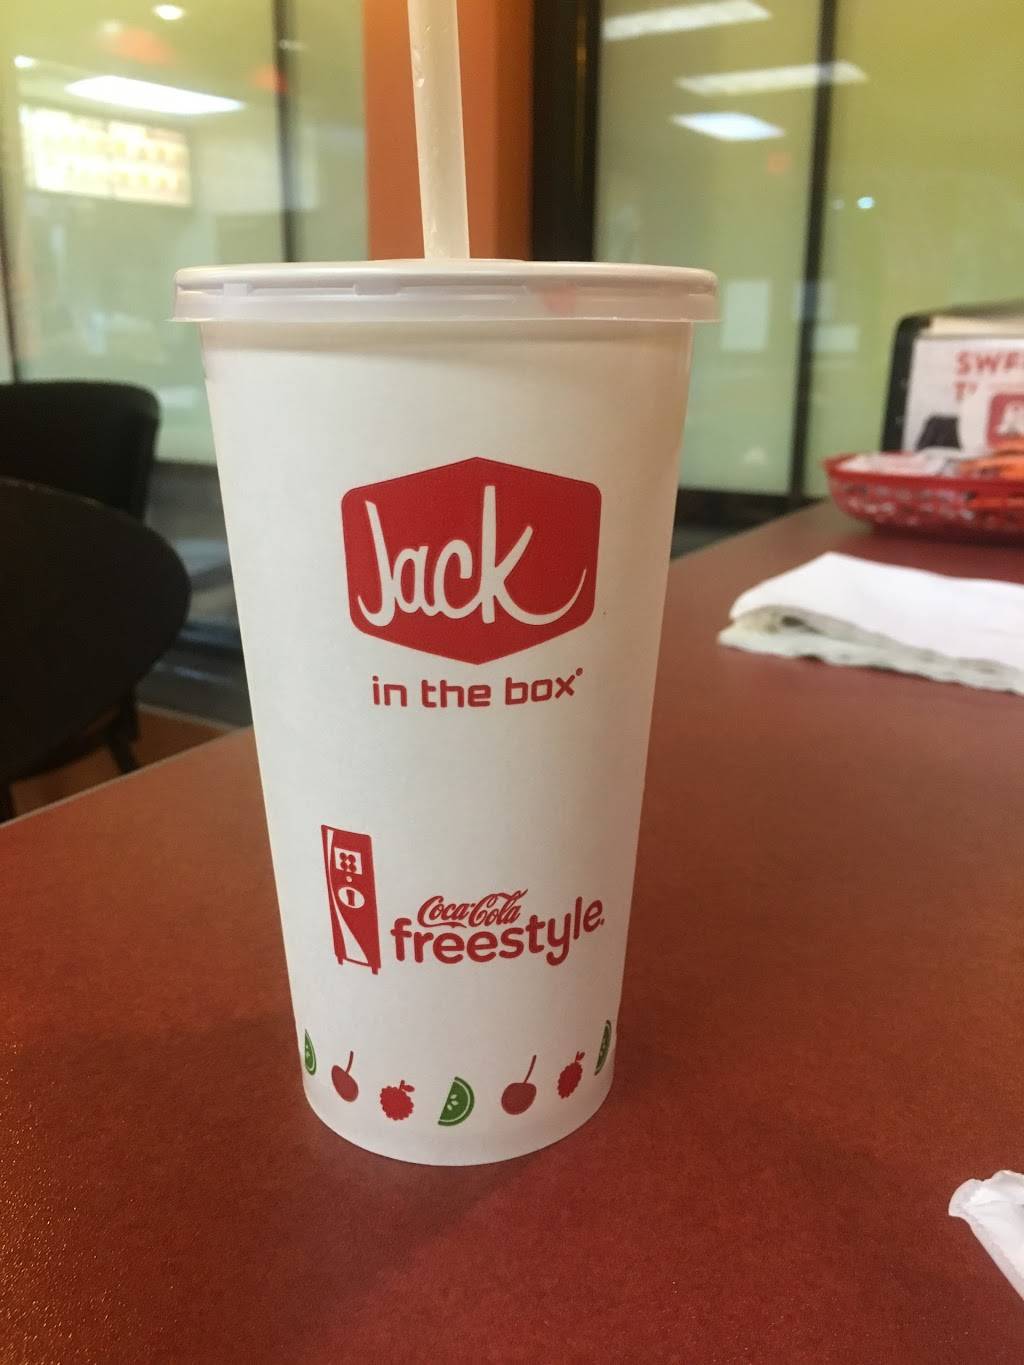 Jack
in the box®
Coca-Cola
freestyle.